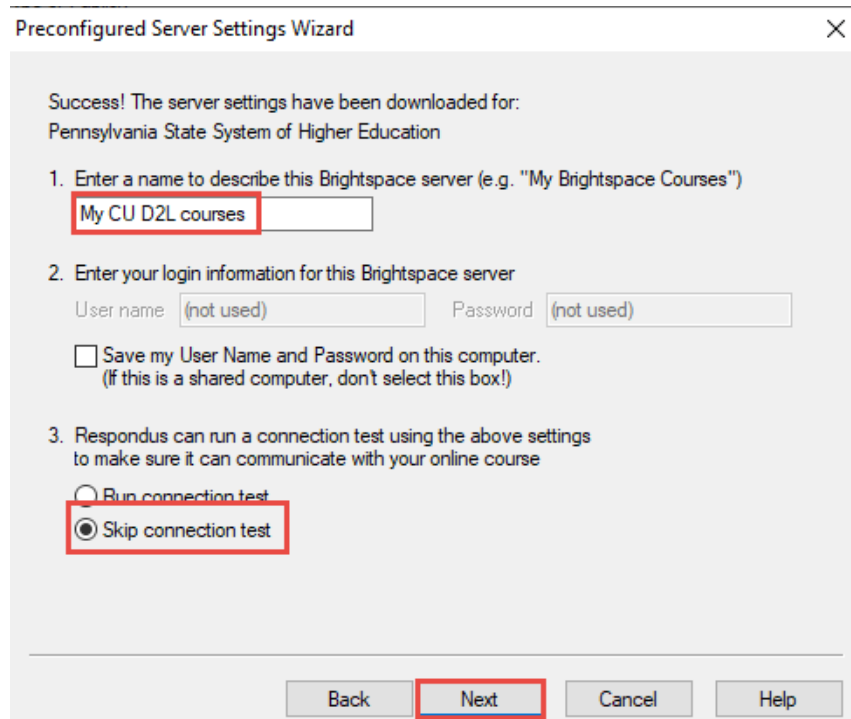 Preconfigured Server Settings Wizard
Success! The server settings have been downloaded for:
Pennsylvania State System of Higher Education
1. Enter a name to describe this Brightspace server (e.g. "My Brightspace Courses")
My CU D2L courses
2. Enter your login information for this Brightspace server
User name (not used) Password (not used)
Save my User Name and Password on this computer.
(If this is a shared computer, don't select this box!)
3. Respondus can run a connection test using the above settings
to make sure it can communicate with your online course
Run connection test
Skip connection test
Back Next Cancel Help